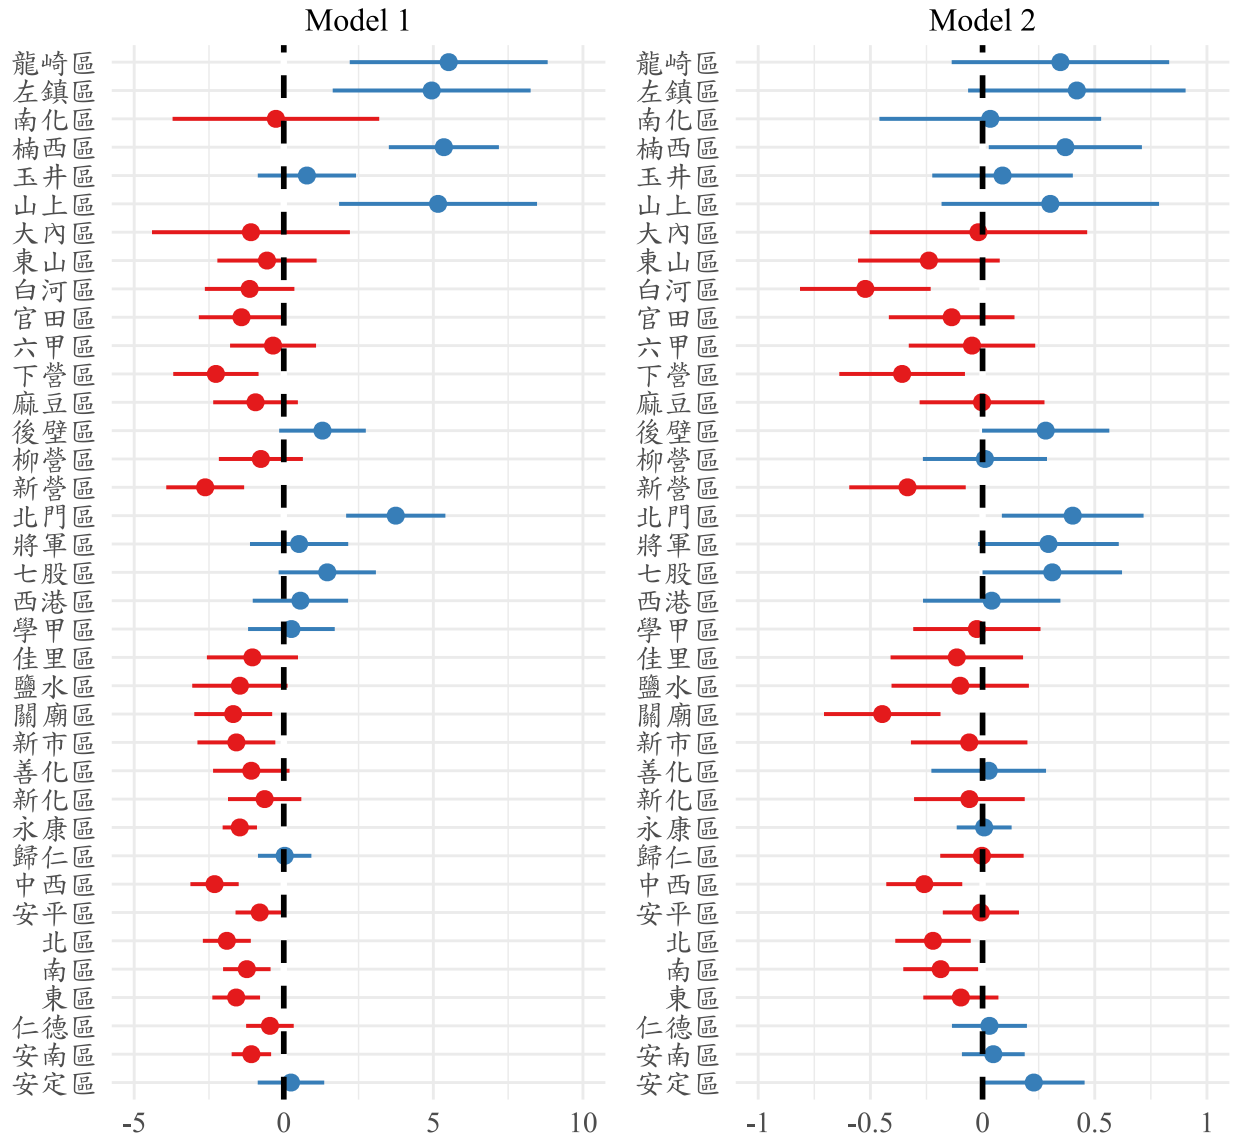 Model 1
龍崎區
左鎮區
南化區
楠西區
玉井區
山上區
大內區
東山區
白河區
官田區
六甲區
下營區
麻豆區
後壁區
柳營區
新營區
北門區
將軍區
七股區
西港區
學甲區
佳里區
鹽水區
關廟區
新市區
善化區
新化區
永康區
歸仁區
中西區
安平區
北區
南區
東區
仁德區
安南區
安定區
-5 0 5 10
Model 2
龍崎區
左鎮區
南化區
楠西區
玉井區
山上區
大內區
東山區
白河區
官田區
六甲區
下營區
麻豆區
後壁區
柳營區
新營區
北門區
將軍區
七股區
西港區
學甲區
佳里區
鹽水區
關廟區
新市區
善化區
新化區
永康區
歸仁區
中西區
安平區
北區
南區
東區
仁德區
安南區
安定區
-1 -0.5 0 0.5 1